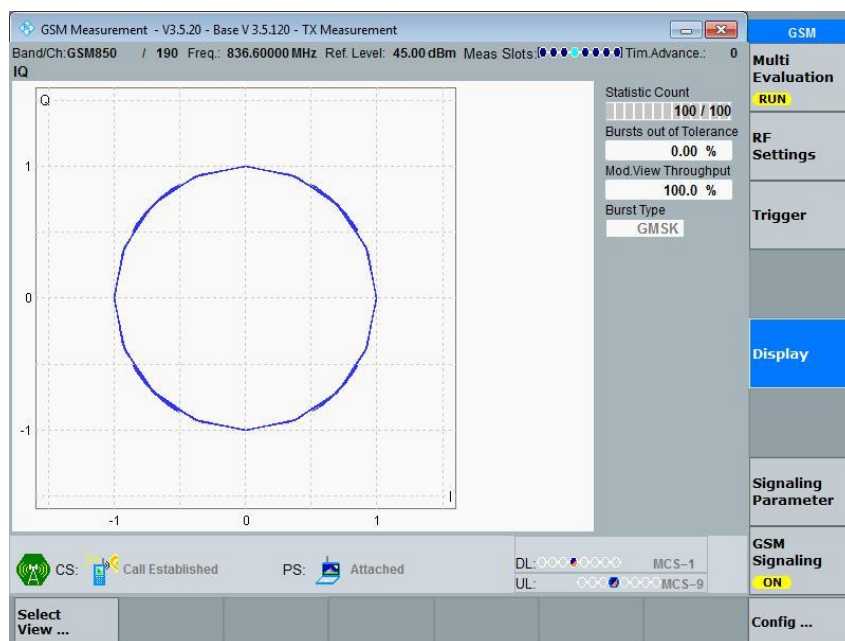 GSM Measurement - V3.5.20 - Base V 3.5.120 - TX Measurement
GSM
Band/Ch:GSM850 / 190 Freq.: 836.60000 MHz Ref. Level: 45.00 dBm Meas Slots: Tim.Advance.: 0
IQ
Q
1
0
-1
-1 0 1
I
Statistic Count
100 / 100
Bursts out of Tolerance
0.00 %
Mod.View Throughput
100.0 %
Burst Type
GMSK
Multi
Evaluation
RUN
RF
Settings
Trigger
Display
Signaling
Parameter
GSM
Signaling
ON
CS: Call Established PS: Attached
DL: MCS-1
UL: MCS-9
Select
View ...
Config ...